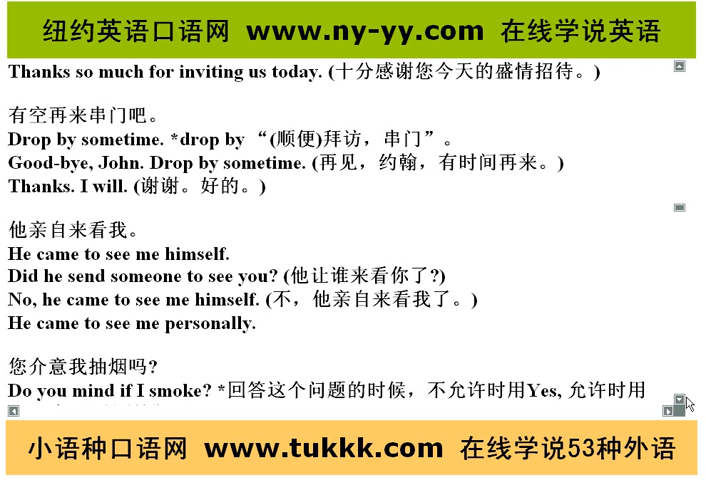 纽约英语口语网 www.ny-yy.com 在线学说英语
Thanks so much for inviting us today. (十分感谢您今天的盛情招待。)
有空再来串门吧。
Drop by sometime. *drop by “(顺便)拜访，串门”。
Good-bye, John. Drop by sometime. (再见，约翰，有时间再来。)
Thanks. I will. (谢谢。好的。)
他亲自来看我。
He came to see me himself.
Did he send someone to see you? (他让谁来看你了?)
No, he came to see me himself. (不，他亲自来看我了。)
He came to see me personally.
您介意我抽烟吗?
Do you mind if I smoke? *回答这个问题的时候，不允许时用Yes, 允许时用
小语种口语网 www.tukkk.com 在线学说53种外语